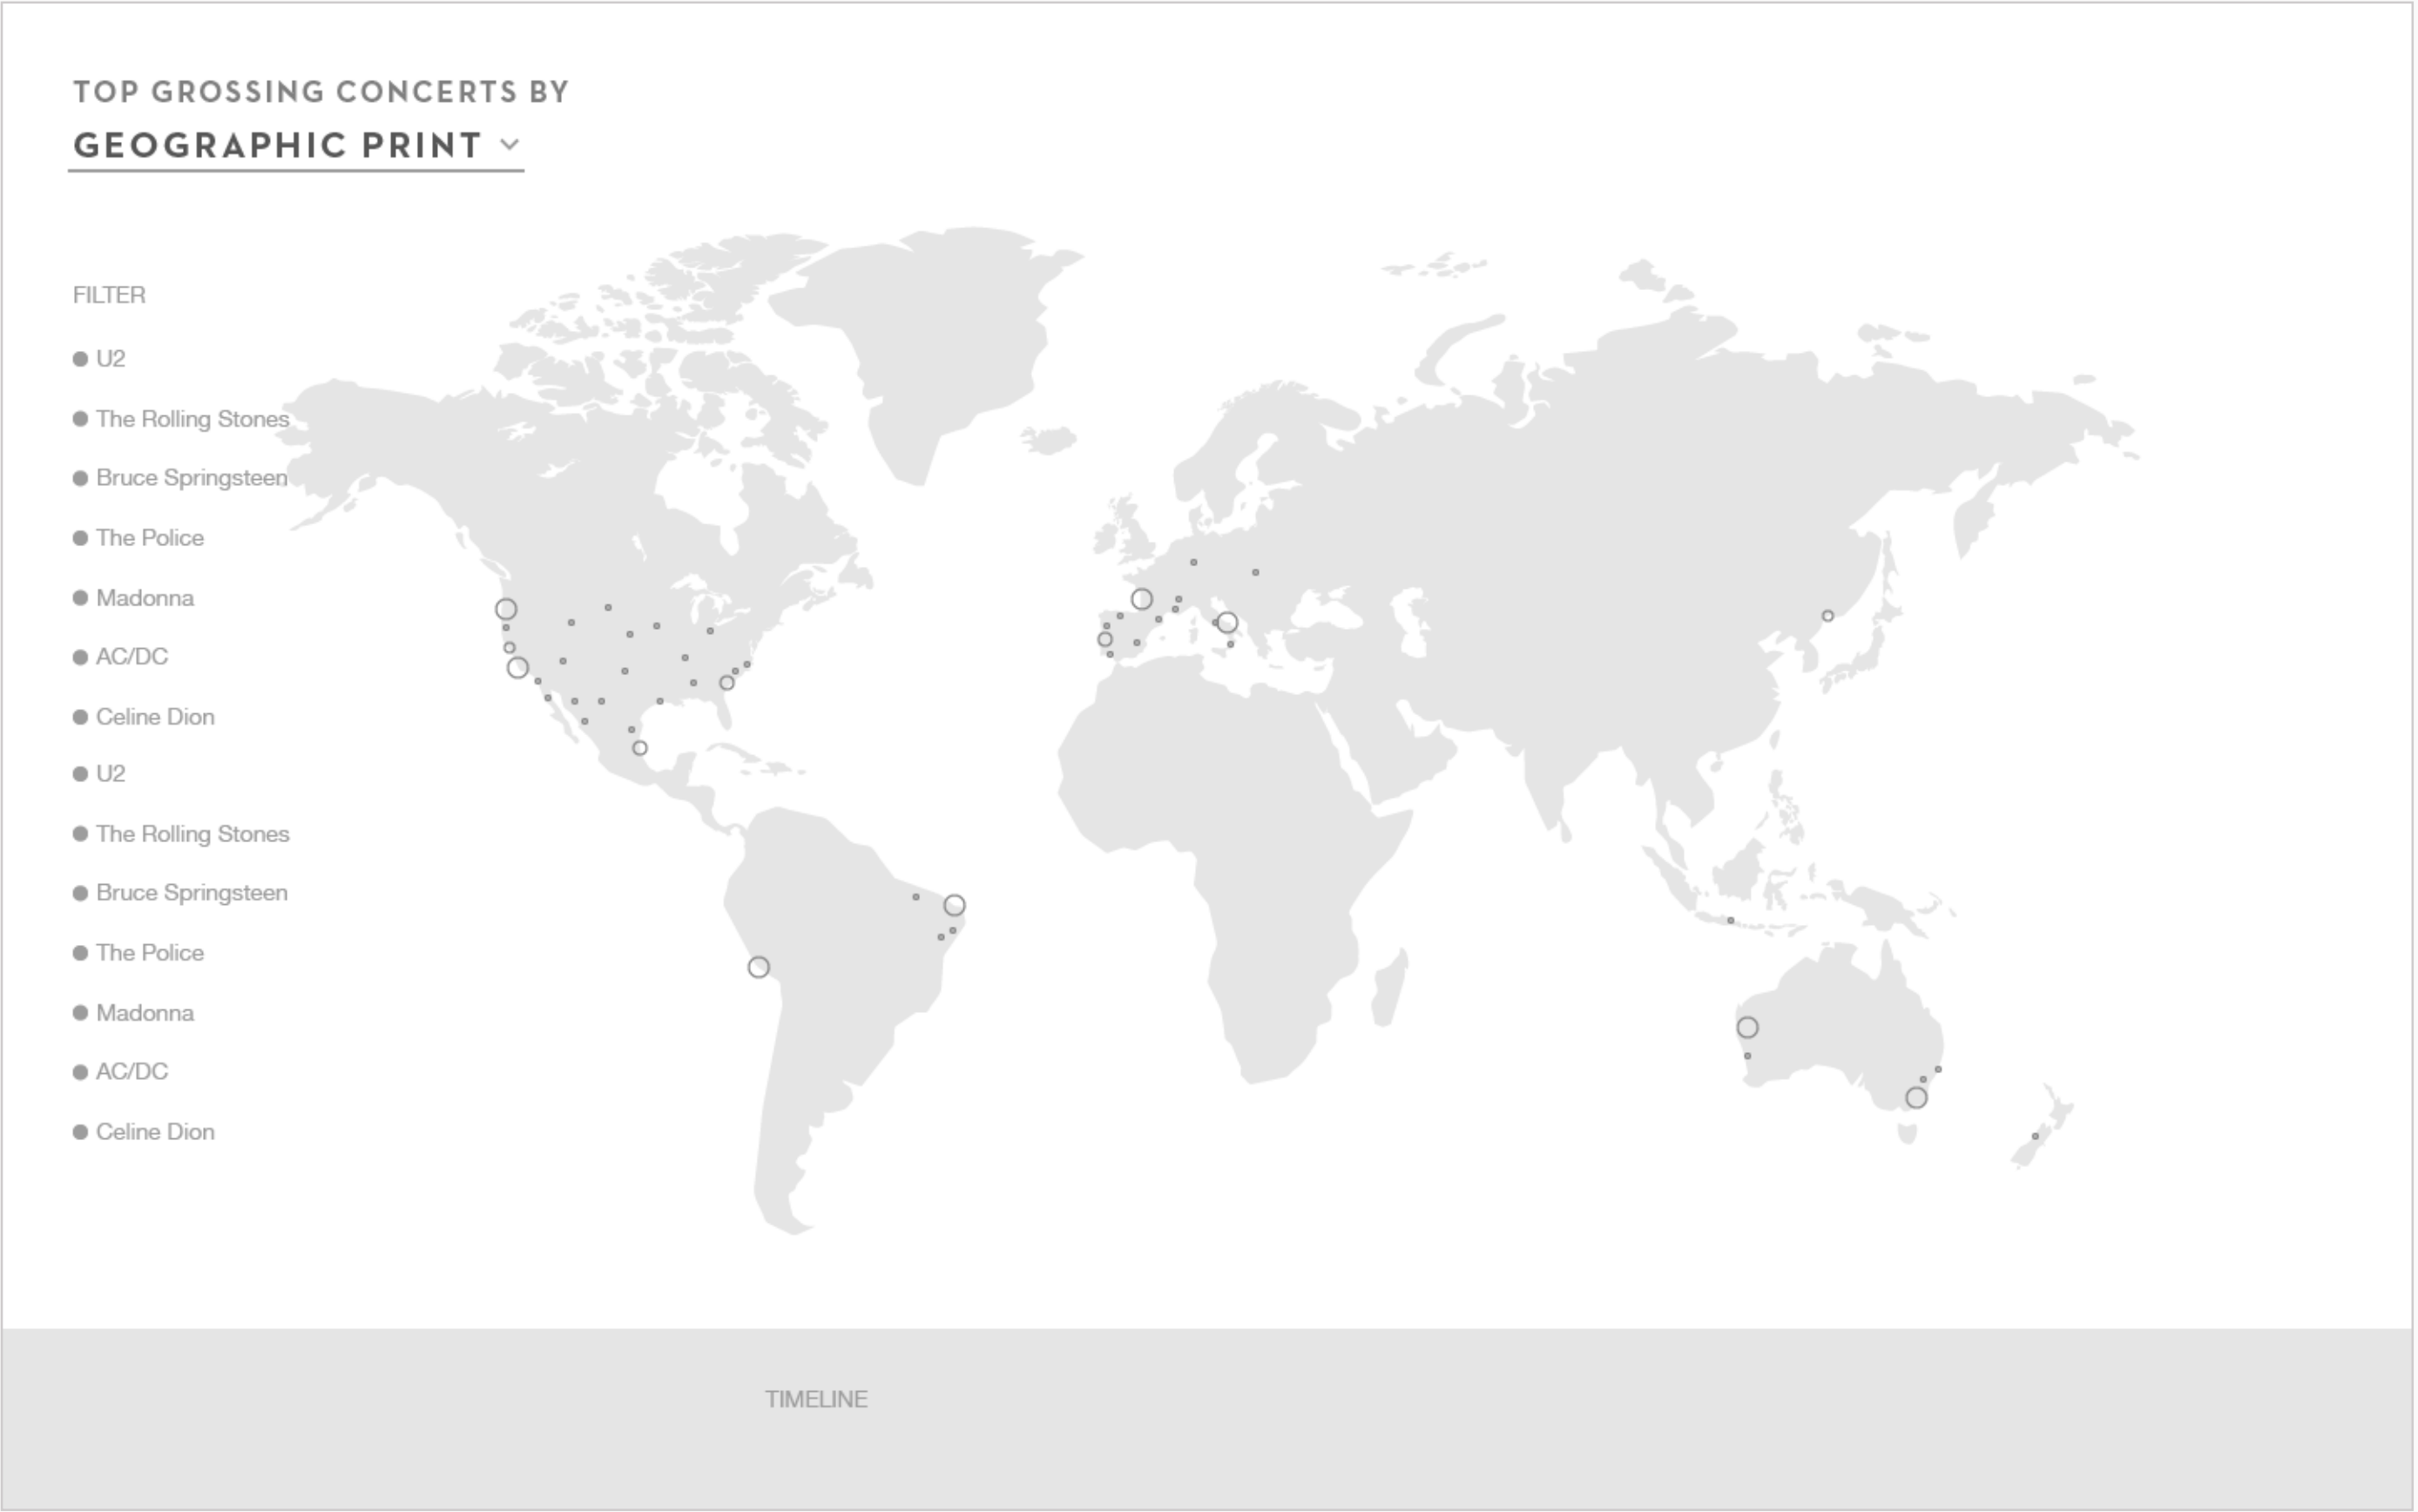 TOP GROSSING CONCERTS BY
GEOGRAPHIC PRINT
FILTER
U2
The Rolling Stones
Bruce Springsteen
The Police
Madonna
AC/DC
Celine Dion
U2
The Rolling Stones
Bruce Springsteen
The Police
Madonna
AC/DC
Celine Dion
TIMELINE